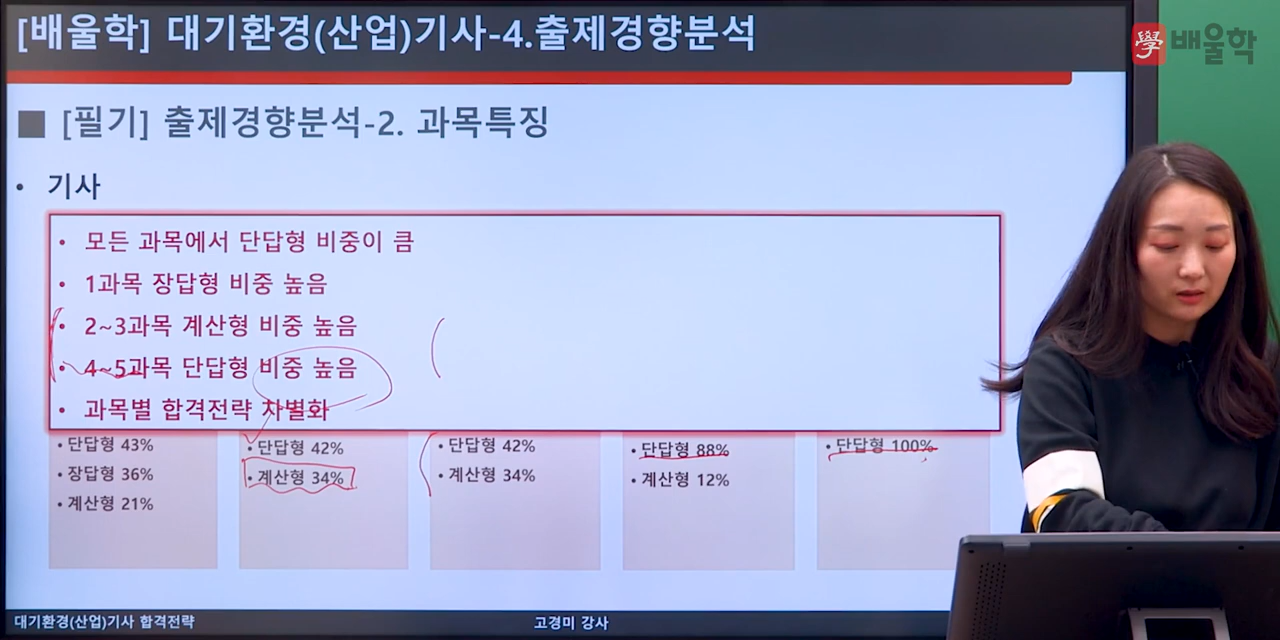 [배울학] 대기환경(산업)기사-4.출제경향분석
學 배울학
■ [필기] 출제경향분석-2. 과목특징
• 기사
• 모든 과목에서 단답형 비중이 큼
• 1과목 장답형 비중 높음
• 2~3과목 계산형 비중 높음
• 4~5과목 단답형 비중 높음
• 과목별 합격전략 차별화
• 단답형 43%
• 장답형 36%
• 계산형 21%
• 단답형 42%
• 계산형 34%
• 단답형 42%
• 계산형 34%
• 단답형 88%
• 계산형 12%
• 단답형 100%
대기환경(산업)기사 합격전략
고경미 강사